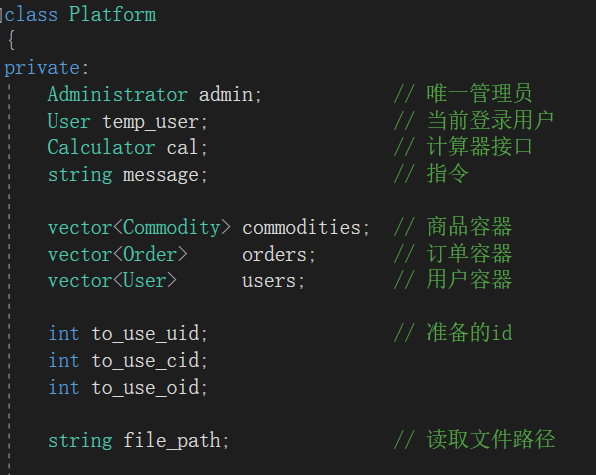 class Platform
{
private:
Administrator admin; // 唯一管理员
User temp_user; // 当前登录用户
Calculator cal; // 计算器接口
string message; // 指令
vector<Commodity> commodities; // 商品容器
vector<Order> orders; // 订单容器
vector<User> users; // 用户容器
int to_use_uid; // 准备的id
int to_use_cid;
int to_use_oid;
string file_path; // 读取文件路径